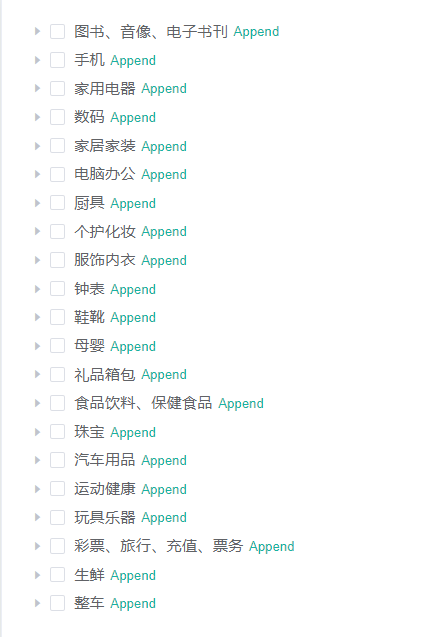 图书、音像、电子书刊 Append
手机 Append
家用电器 Append
数码 Append
家居家装 Append
电脑办公 Append
厨具 Append
个护化妆 Append
服饰内衣 Append
钟表 Append
鞋靴 Append
母婴 Append
礼品箱包 Append
食品饮料、保健食品 Append
珠宝 Append
汽车用品 Append
运动健康 Append
玩具乐器 Append
彩票、旅行、充值、票务 Append
生鲜 Append
整车 Append